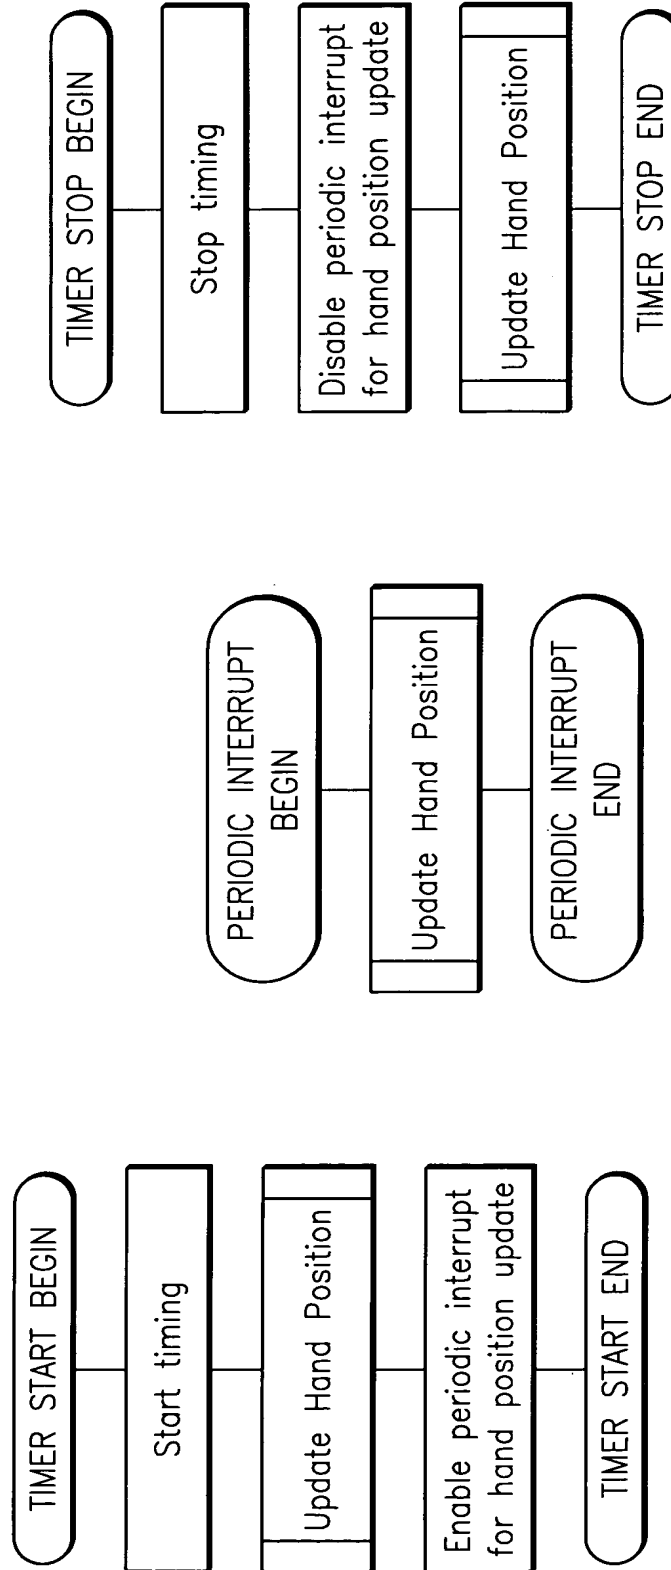 TIMER START BEGIN
Start timing
Update Hand Position
Enable periodic interrupt
for hand position update
TIMER START END
PERIODIC INTERRUPT
BEGIN
Update Hand Position
PERIODIC INTERRUPT
END
TIMER STOP BEGIN
Stop timing
Disable periodic interrupt
for hand position update
Update Hand Position
TIMER STOP END